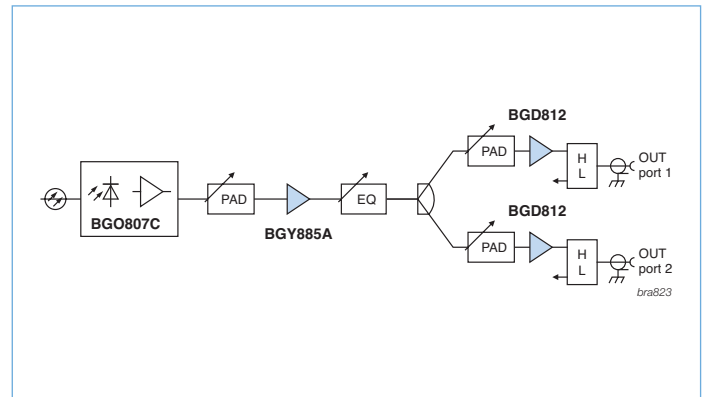 BGO807C
PAD
BGY885A
EQ
BGD812
PAD
H
L
OUT
port 1
BGD812
PAD
H
L
OUT
port 2
bra823